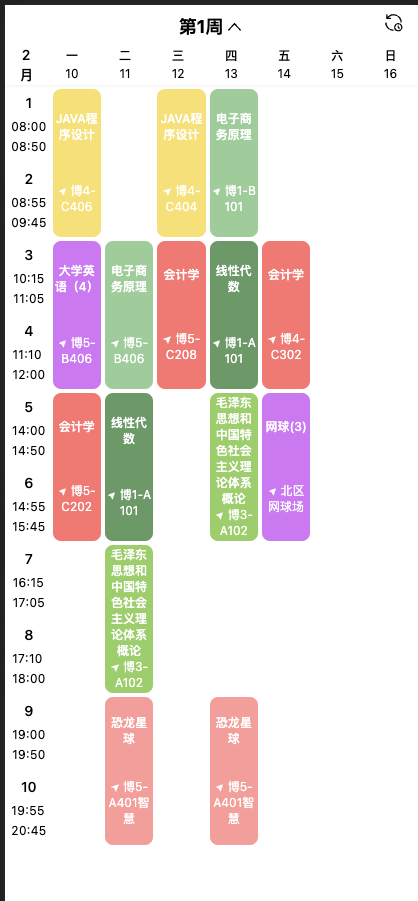 第1周
2
月
一
10
二
11
三
12
四
13
五
14
六
15
日
16
1
08:00
08:50
2
08:55
09:45
3
10:15
11:05
4
11:10
12:00
5
14:00
14:50
6
14:55
15:45
7
16:15
17:05
8
17:10
18:00
9
19:00
19:50
10
19:55
20:45
JAVA程
序设计
博4-
C406
大学英
语（4）
博5-
B406
会计学
博5-
C202
电子商
务原理
博5-
B406
线性代
数
博1-A
101
毛泽东
思想和
中国特
色社会
主义理
论体系
概论
博3-
A102
恐龙星
球
博5-
A401智
慧
JAVA程
序设计
博4-
C404
会计学
博5-
C208
电子商
务原理
博1-B
101
线性代
数
博1-A
101
毛泽东
思想和
中国特
色社会
主义理
论体系
概论
博3-
A102
恐龙星
球
博5-
A401智
慧
会计学
博4-
C302
网球(3)
北区
网球场